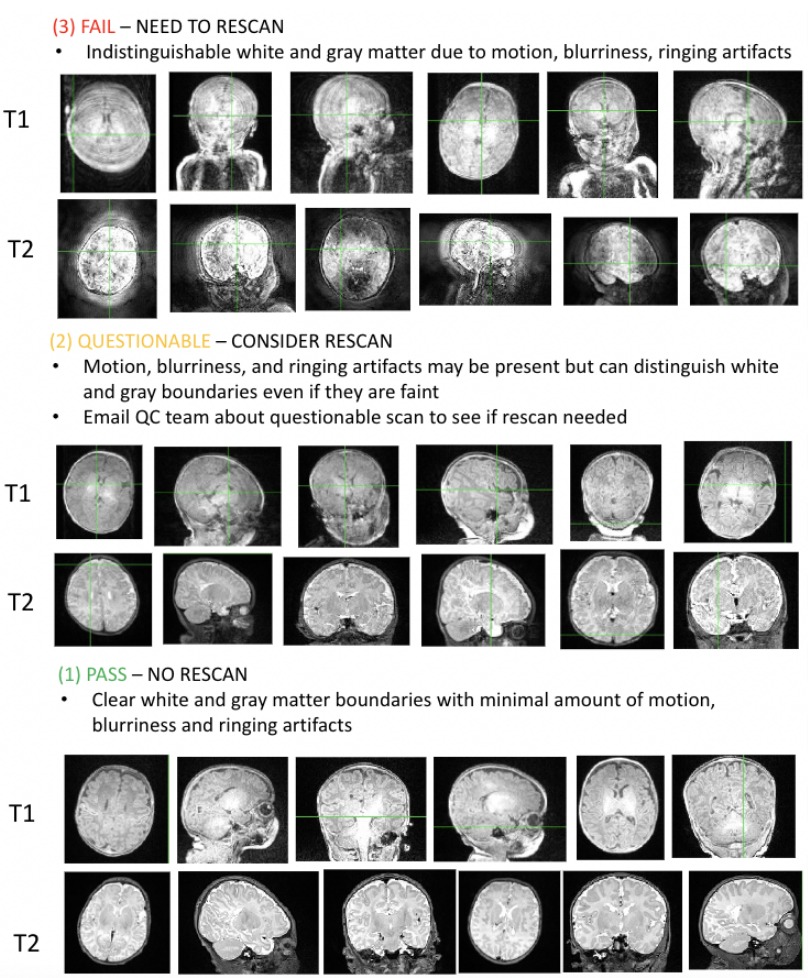 (3) FAIL – NEED TO RESCAN
• Indistinguishable white and gray matter due to motion, blurriness, ringing artifacts
T1
T2
(2) QUESTIONABLE – CONSIDER RESCAN
• Motion, blurriness, and ringing artifacts may be present but can distinguish white
and gray boundaries even if they are faint
• Email QC team about questionable scan to see if rescan needed
T1
T2
(1) PASS – NO RESCAN
• Clear white and gray matter boundaries with minimal amount of motion,
blurriness and ringing artifacts
T1
T2